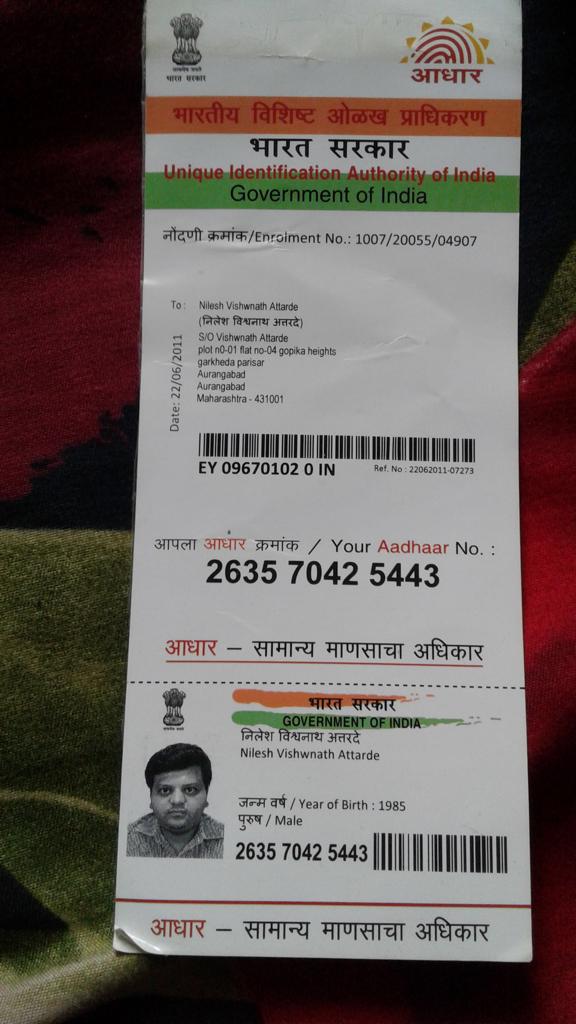 भारत सरकार
आधार
भारतीय विशिष्ट ओळख प्राधिकरण
भारत सरकार
Unique Identification Authority of India
Government of India
नोंदणी क्रमांक/Enrolment No.: 1007/20055/04907
To :
Nilesh Vishwnath Attarde
(निलेश विश्वनाथ अत्तरदे)
S/O Vishwnath Attarde
plot n0-01 flat no-04 gopika heights
garkheda parisar
Aurangabad
Aurangabad
Maharashtra - 431001
Date: 22/06/2011
EY 09670102 0 IN
Ref. No : 22062011-07273
आपला आधार क्रमांक / Your Aadhaar No. :
2635 7042 5443
आधार – सामान्य माणसाचा अधिकार
भारत सरकार
GOVERNMENT OF INDIA
निलेश विश्वनाथ अत्तरदे
Nilesh Vishwnath Attarde
जन्म वर्ष / Year of Birth : 1985
पुरुष / Male
2635 7042 5443
आधार – सामान्य माणसाचा अधिकार